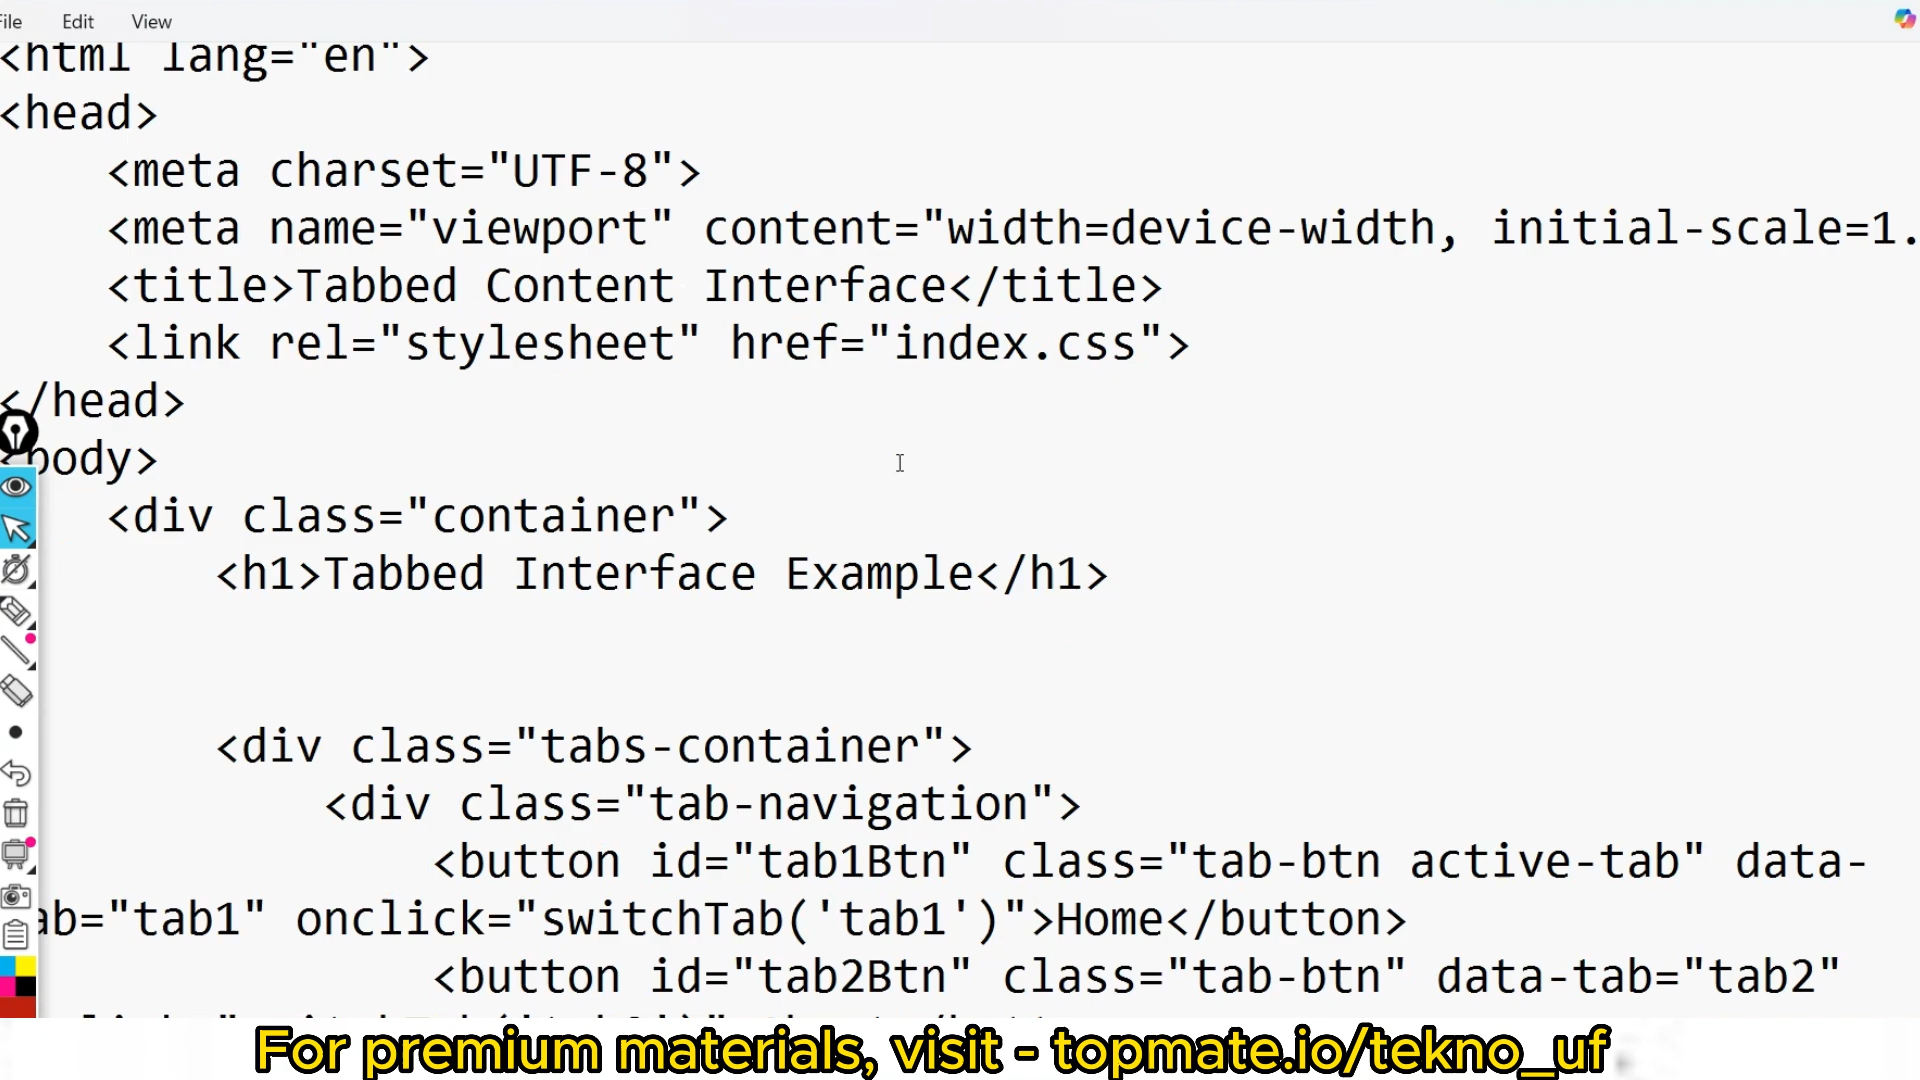 File Edit View
<html lang="en">
<head>
<meta charset="UTF-8">
<meta name="viewport" content="width=device-width, initial-scale=1.
<title>Tabbed Content Interface</title>
<link rel="stylesheet" href="index.css">
</head>
<body>
<div class="container">
<h1>Tabbed Interface Example</h1>
<div class="tabs-container">
<div class="tab-navigation">
<button id="tab1Btn" class="tab-btn active-tab" data-
ab="tab1" onclick="switchTab('tab1')">Home</button>
<button id="tab2Btn" class="tab-btn" data-tab="tab2"
For premium materials, visit - topmate.io/tekno_uf